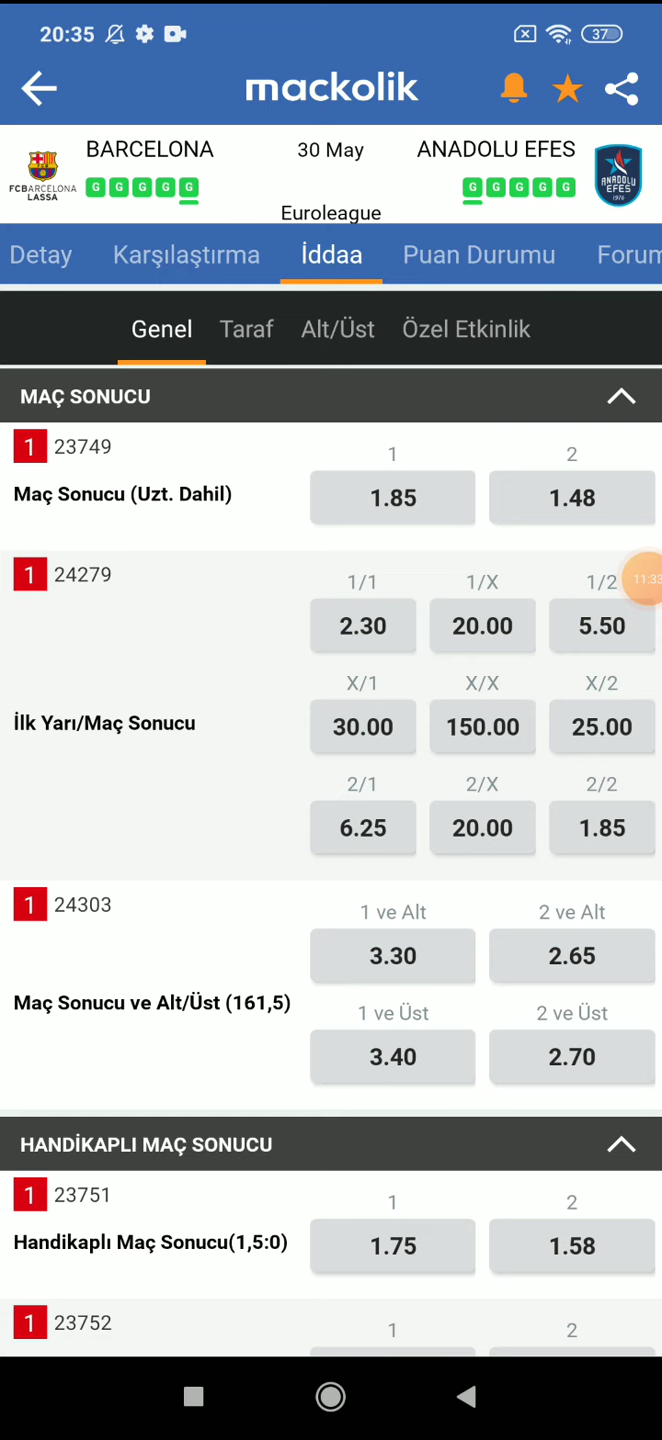 20:35
37
mackolik
BARCELONA
30 May
ANADOLU EFES
FCBARCELONA
LASSA
G G G G G
G G G G G
ANADOLU
EFES
1976
Euroleague
Detay Karşılaştırma İddaa Puan Durumu Forum
Genel Taraf Alt/Üst Özel Etkinlik
MAÇ SONUCU
1 23749
1 2
Maç Sonucu (Uzt. Dahil)
1.85 1.48
1 24279
1/1 1/X 1/2
11:33
2.30 20.00 5.50
X/1 X/X X/2
İlk Yarı/Maç Sonucu
30.00 150.00 25.00
2/1 2/X 2/2
6.25 20.00 1.85
1 24303
1 ve Alt 2 ve Alt
3.30 2.65
Maç Sonucu ve Alt/Üst (161,5)
1 ve Üst 2 ve Üst
3.40 2.70
HANDİKAPLI MAÇ SONUCU
1 23751
1 2
Handikaplı Maç Sonucu(1,5:0)
1.75 1.58
1 23752
1 2